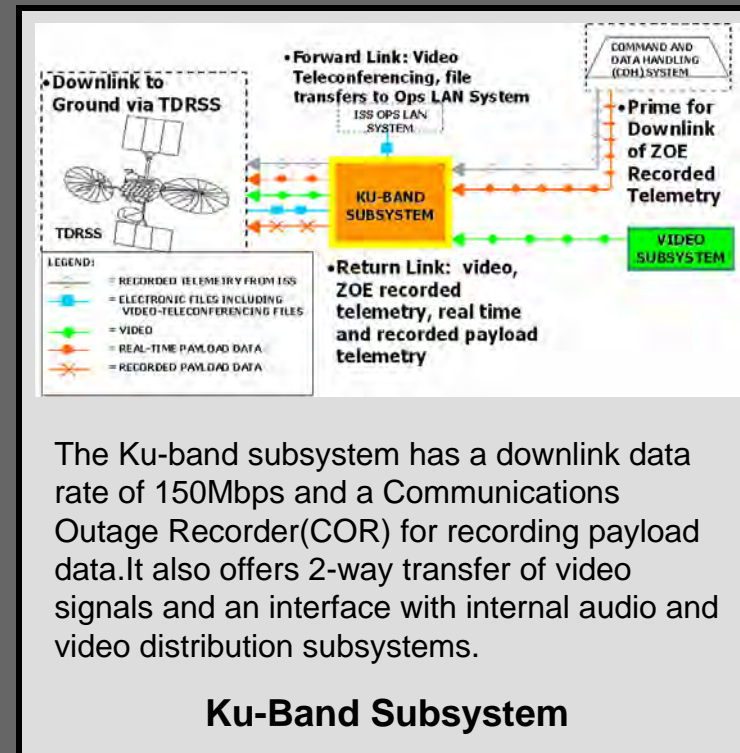 •Downlink to
Ground via TDRSS
TDRSS
•Forward Link: Video
Teleconferencing, file
transfers to Ops LAN System
ISS OPS LAN
SYSTEM
COMMAND AND
DATA HANDLING
(CDH) SYSTEM
•Prime for
Downlink
of ZOE
Recorded
Telemetry
KU-BAND
SUBSYSTEM
VIDEO
SUBSYSTEM
•Return Link: video,
ZOE recorded
telemetry, real time
and recorded payload
telemetry
LEGEND:
= RECORDED TELEMETRY FROM ISS
= ELECTRONIC FILES INCLUDING
VIDEO-TELECONFERENCING FILES
= VIDEO
= REAL-TIME PAYLOAD DATA
= RECORDED PAYLOAD DATA
The Ku-band subsystem has a downlink data
rate of 150Mbps and a Communications
Outage Recorder(COR) for recording payload
data.It also offers 2-way transfer of video
signals and an interface with internal audio and
video distribution subsystems.
Ku-Band Subsystem